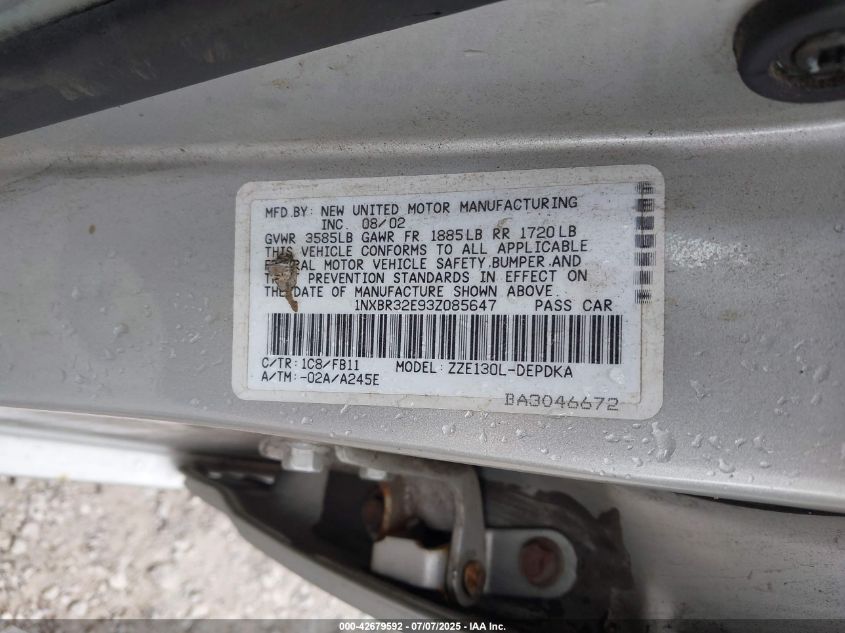 MFD.BY: NEW UNITED MOTOR MANUFACTURING
INC. 08/02
GVWR 3585LB GAWR FR 1885LB RR 1720LB
THIS VEHICLE CONFORMS TO ALL APPLICABLE
MOTOR VEHICLE SAFETY,BUMPER,AND
PREVENTION STANDARDS IN EFFECT ON
THE DATE OF MANUFACTURE SHOWN ABOVE.
1NXBR32E93Z085647 PASS CAR
C/TR: 1C8/FB11 MODEL: ZZE130L-DEPDKA
A/TM: -02A/A245E
BA3046672
000-42679592 - 07/07/2025 - IAA Inc.